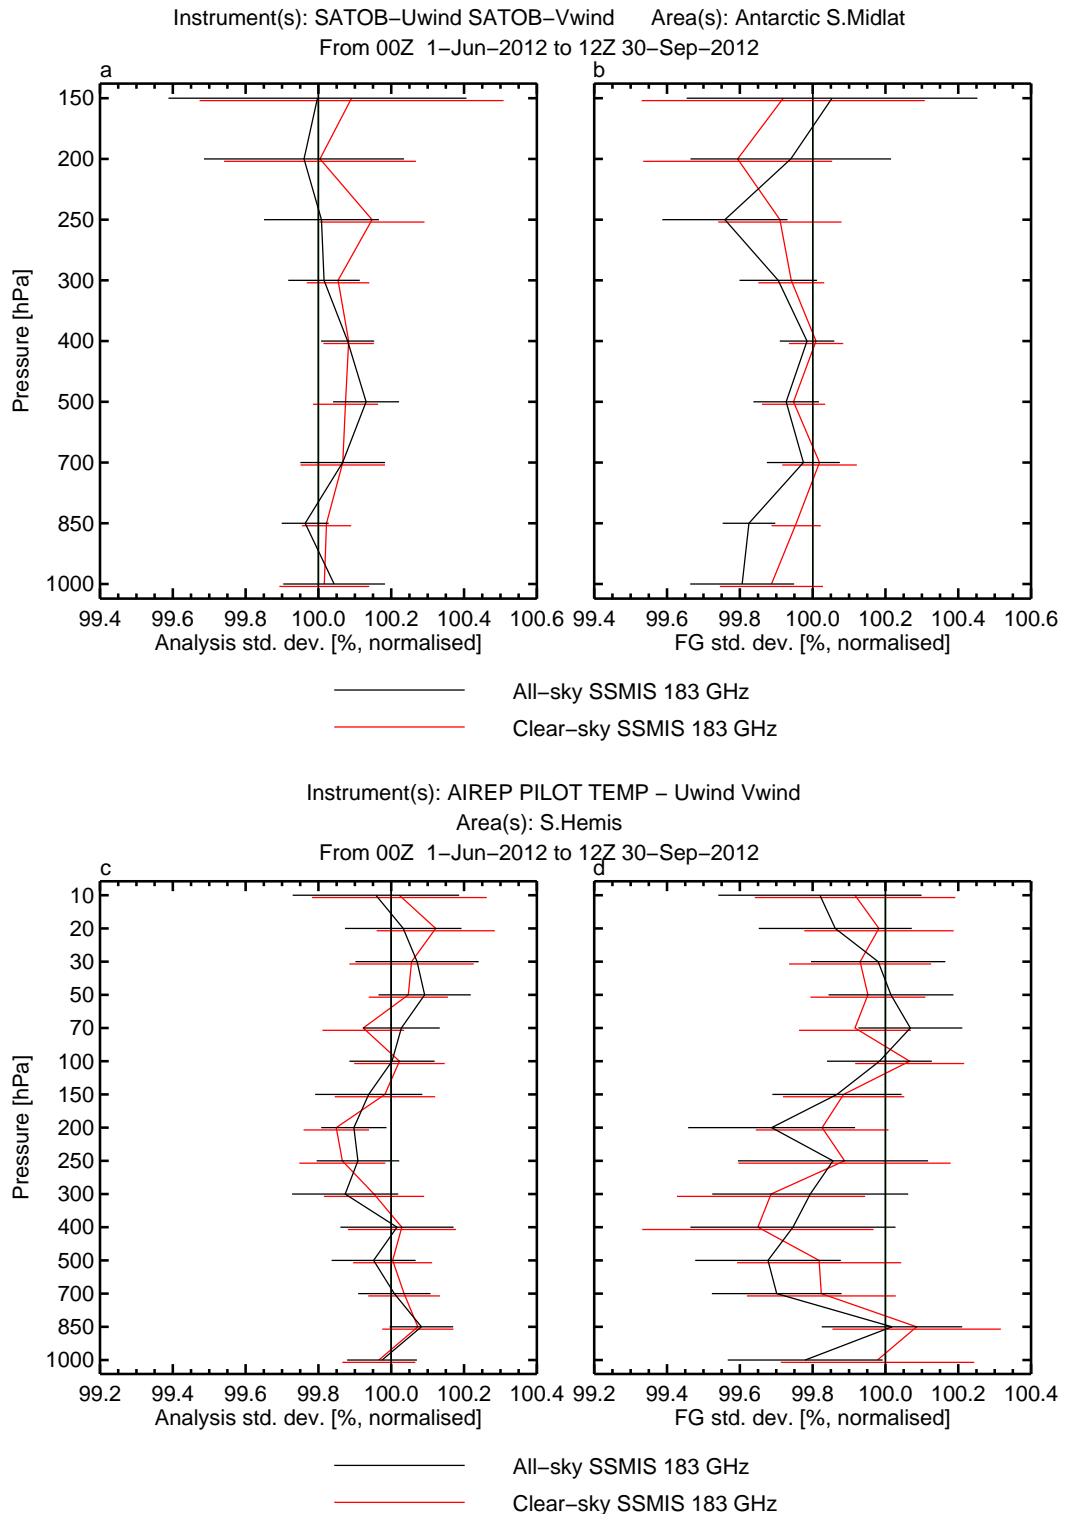 Instrument(s): SATOB−Uwind SATOB−Vwind Area(s): Antarctic S.Midlat
From 00Z 1−Jun−2012 to 12Z 30−Sep−2012
a b
150
200
250
300
400
500
700
850
1000
Pressure [hPa]
99.4 99.6 99.8 100.0 100.2 100.4 99.4 99.6 99.8 100.0 100.2 100.4 100.6
100.6
Analysis std. dev. [%, normalised] FG std. dev. [%, normalised]
All−sky SSMIS 183 GHz
Clear−sky SSMIS 183 GHz
Instrument(s): AIREP PILOT TEMP − Uwind Vwind
Area(s): S.Hemis
From 00Z 1−Jun−2012 to 12Z 30−Sep−2012
c d
10
20
30
50
70
100
150
200
250
300
400
500
700
850
1000
Pressure [hPa]
99.2 99.4 99.6 99.8 100.0 100.2 100.4 99.2 99.4 99.6 99.8 100.0 100.2 100.4
Analysis std. dev. [%, normalised] FG std. dev. [%, normalised]
All−sky SSMIS 183 GHz
Clear−sky SSMIS 183 GHz